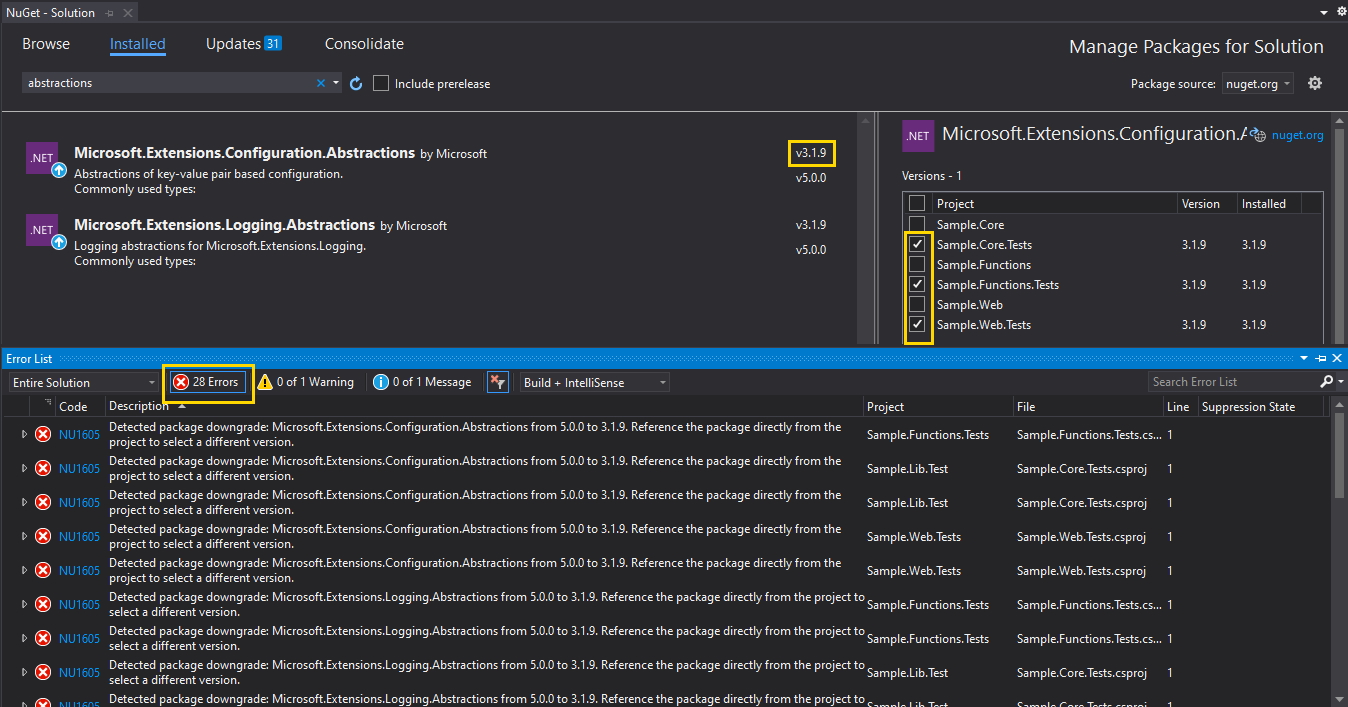 NuGet - Solution
Browse Installed Updates 31 Consolidate
Manage Packages for Solution
abstractions Include prerelease Package source: nuget.org
.NET Microsoft.Extensions.Configuration.Abstractions by Microsoft v3.1.9
Abstractions of key-value pair based configuration. v5.0.0
Commonly used types:
.NET Microsoft.Extensions.Logging.Abstractions by Microsoft v3.1.9
Logging abstractions for Microsoft.Extensions.Logging. v5.0.0
Commonly used types:
.NET Microsoft.Extensions.Configuration. nuget.org
Versions - 1
Project Version Installed
Sample.Core
Sample.Core.Tests 3.1.9 3.1.9
Sample.Functions
Sample.Functions.Tests 3.1.9 3.1.9
Sample.Web
Sample.Web.Tests 3.1.9 3.1.9
Error List
Entire Solution 28 Errors 0 of 1 Warning 0 of 1 Message Build + IntelliSense Search Error List
Code Description Project File Line Suppression State
NU1605 Detected package downgrade: Microsoft.Extensions.Configuration.Abstractions from 5.0.0 to 3.1.9. Reference the package directly from the
project to select a different version. Sample.Functions.Tests Sample.Functions.Tests.cs... 1
NU1605 Detected package downgrade: Microsoft.Extensions.Configuration.Abstractions from 5.0.0 to 3.1.9. Reference the package directly from the
project to select a different version. Sample.Lib.Test Sample.Core.Tests.csproj 1
NU1605 Detected package downgrade: Microsoft.Extensions.Configuration.Abstractions from 5.0.0 to 3.1.9. Reference the package directly from the
project to select a different version. Sample.Lib.Test Sample.Core.Tests.csproj 1
NU1605 Detected package downgrade: Microsoft.Extensions.Configuration.Abstractions from 5.0.0 to 3.1.9. Reference the package directly from the
project to select a different version. Sample.Web.Tests Sample.Web.Tests.csproj 1
NU1605 Detected package downgrade: Microsoft.Extensions.Configuration.Abstractions from 5.0.0 to 3.1.9. Reference the package directly from the
project to select a different version. Sample.Web.Tests Sample.Web.Tests.csproj 1
NU1605 Detected package downgrade: Microsoft.Extensions.Logging.Abstractions from 5.0.0 to 3.1.9. Reference the package directly from the project to
select a different version. Sample.Functions.Tests Sample.Functions.Tests.cs... 1
NU1605 Detected package downgrade: Microsoft.Extensions.Logging.Abstractions from 5.0.0 to 3.1.9. Reference the package directly from the project to
select a different version. Sample.Functions.Tests Sample.Functions.Tests.cs... 1
NU1605 Detected package downgrade: Microsoft.Extensions.Logging.Abstractions from 5.0.0 to 3.1.9. Reference the package directly from the project to
select a different version. Sample.Lib.Test Sample.Core.Tests.csproj 1
NU1605 Detected package downgrade: Microsoft.Extensions.Logging.Abstractions from 5.0.0 to 3.1.9. Reference the package directly from the project to